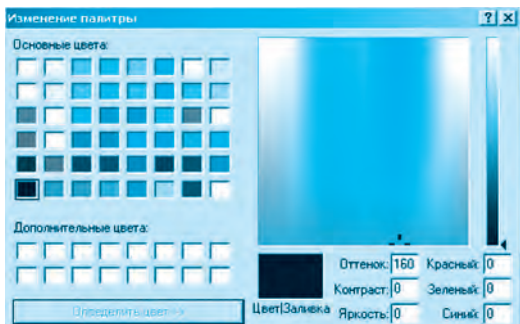 Изменение палитры
Основные цвета:
Дополнительные цвета:
Определить цвет >>
Цвет|Заливка
Оттенок: 160
Контраст: 0
Яркость: 0
Красный: 0
Зеленый: 0
Синий: 0